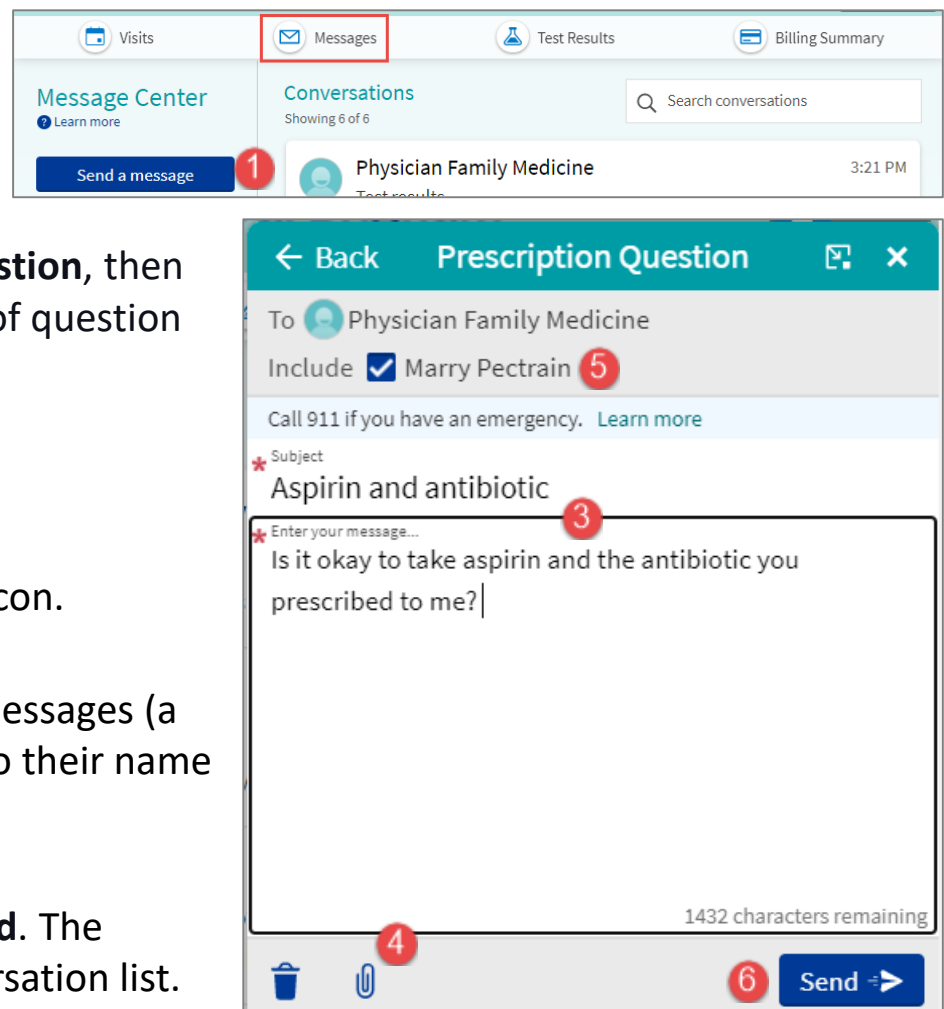 Visits Messages Test Results Billing Summary
Message Center Conversations Search conversations
? Learn more Showing 6 of 6
Send a message 1 Physician Family Medicine 3:21 PM
Test results
stion, then
of question
con.
essages (a
o their name
d. The
rsation list.
← Back Prescription Question ×
To Physician Family Medicine
Include Marry Pectrain 5
Call 911 if you have an emergency. Learn more
* Subject
Aspirin and antibiotic
3
* Enter your message...
Is it okay to take aspirin and the antibiotic you
prescribed to me?
1432 characters remaining
4
6 Send